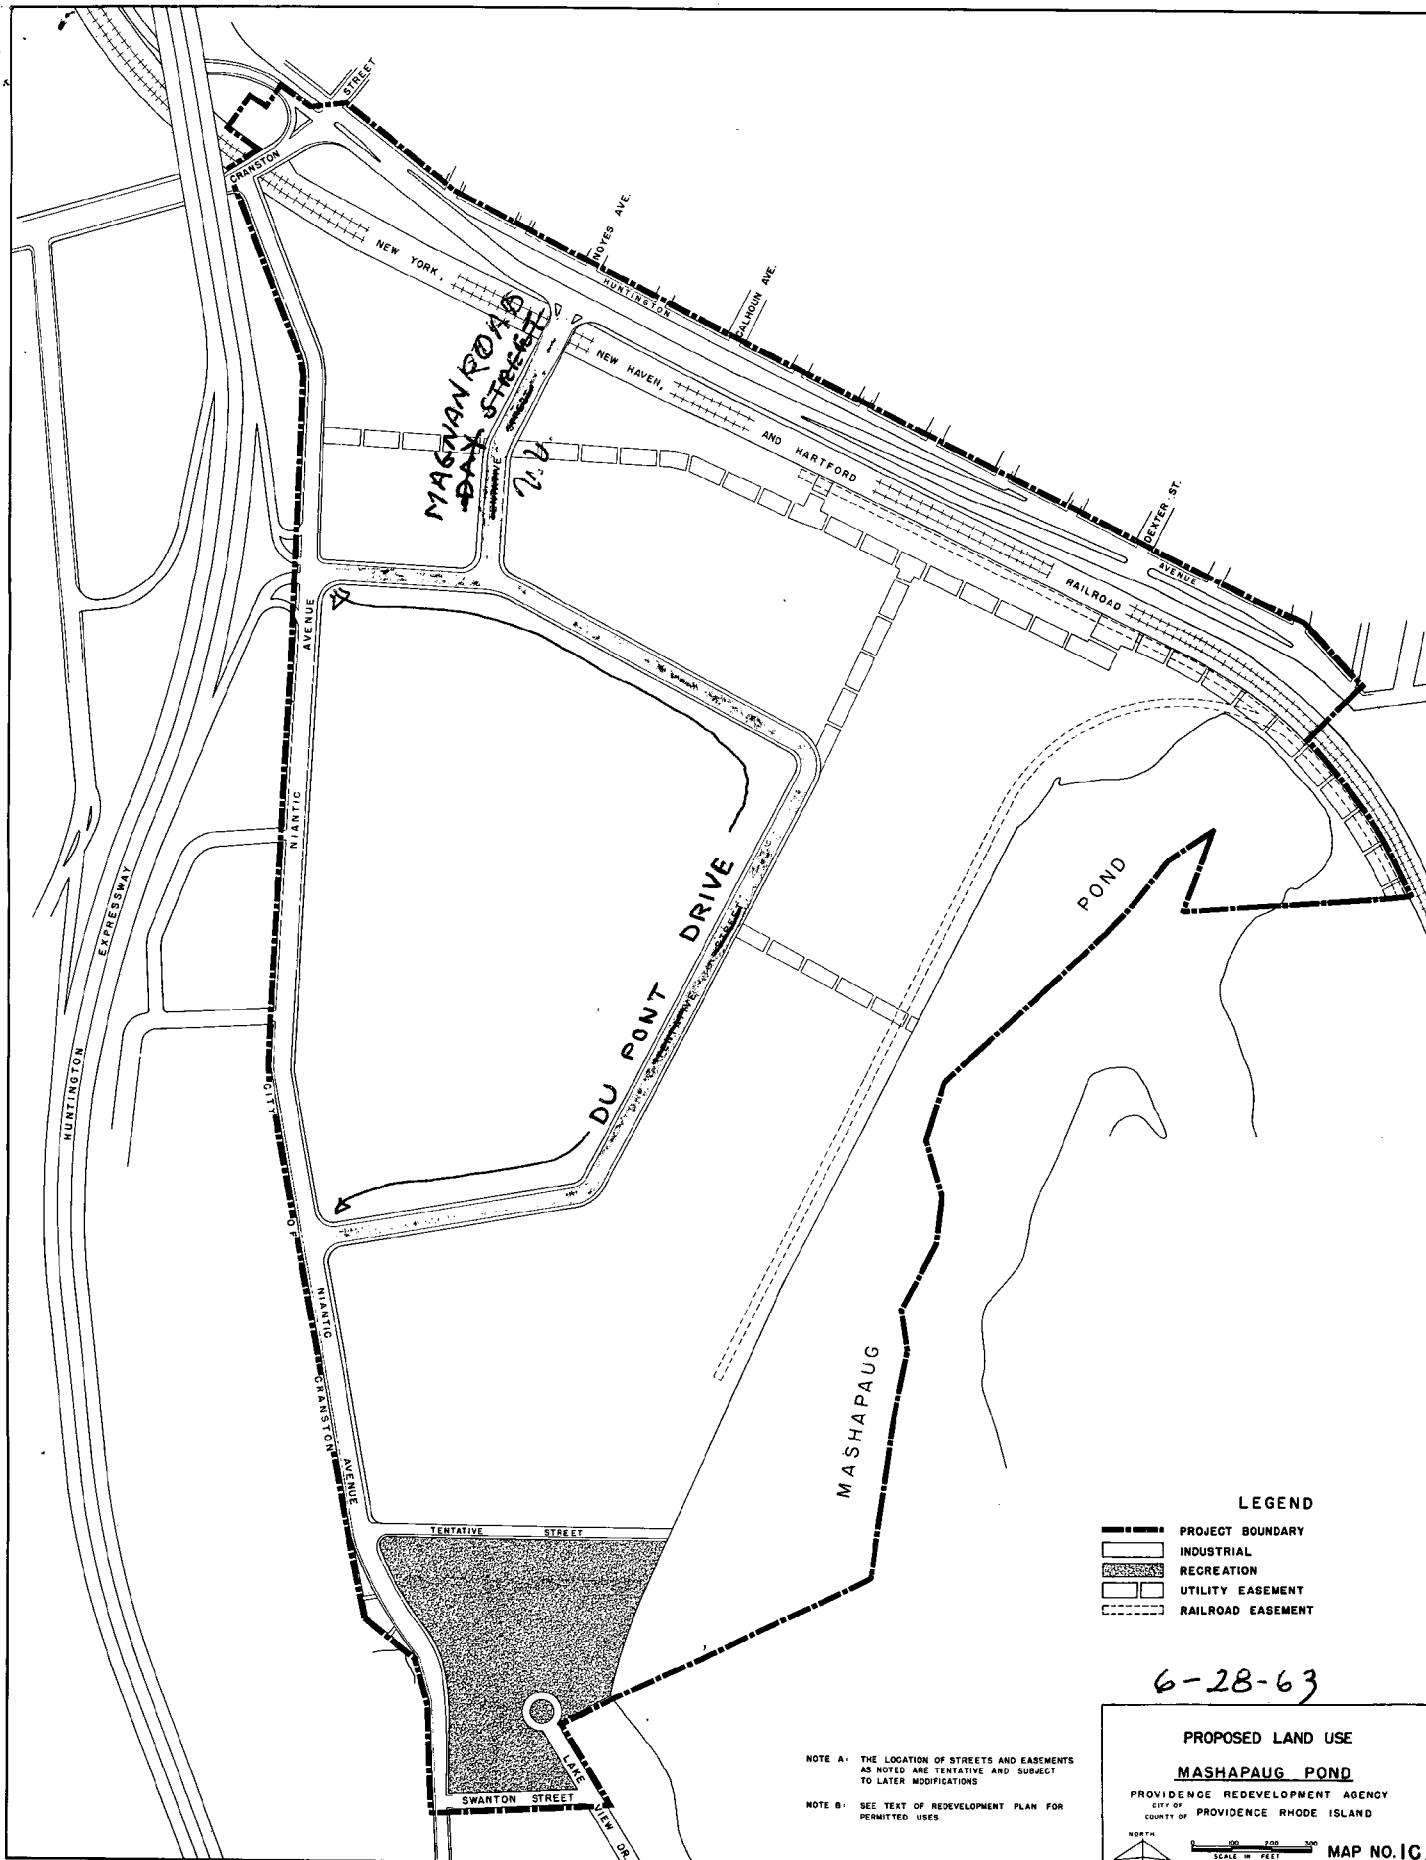 STREET
CRANSTON
NOYES AVE.
NEW YORK,
HUNTINGTON
CALHOUN AVE.
MAGNAN ROAD
DAY STREET
NEW HAVEN,
AND HARTFORD
TENTATIVE STREET
DEXTER ST.
AVENUE
RAILROAD
AVENUE
NIANTIC
EXPRESSWAY
HUNTINGTON
POND
DU PONT DRIVE
TENTATIVE STREET
CITY
OF
NIANTIC
CRANSTON
AVENUE
MASHAPAUG
TENTATIVE STREET
LAKE
VIEW DR.
SWANTON STREET
LEGEND
PROJECT BOUNDARY
INDUSTRIAL
RECREATION
UTILITY EASEMENT
RAILROAD EASEMENT
6-28-63
NOTE A: THE LOCATION OF STREETS AND EASEMENTS
AS NOTED ARE TENTATIVE AND SUBJECT
TO LATER MODIFICATIONS
NOTE B: SEE TEXT OF REDEVELOPMENT PLAN FOR
PERMITTED USES
PROPOSED LAND USE
MASHAPAUG POND
PROVIDENCE REDEVELOPMENT AGENCY
CITY OF
COUNTY OF PROVIDENCE RHODE ISLAND
NORTH
0 100 200 300
SCALE IN FEET
MAP NO. 1C